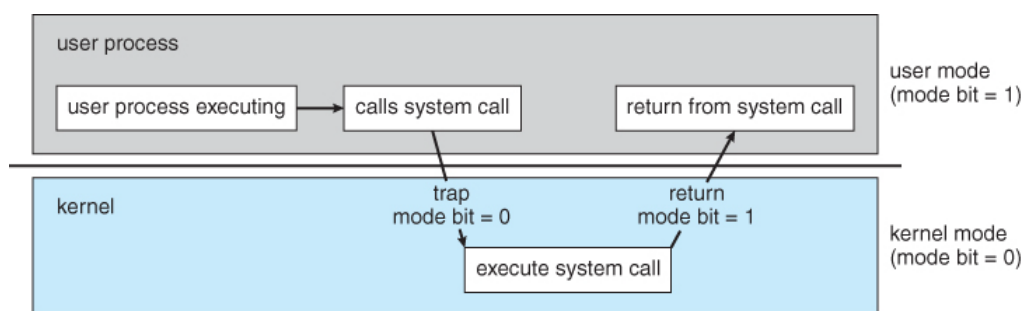 user process
user process executing
calls system call
return from system call
user mode
(mode bit = 1)
trap
mode bit = 0
return
mode bit = 1
kernel
execute system call
kernel mode
(mode bit = 0)